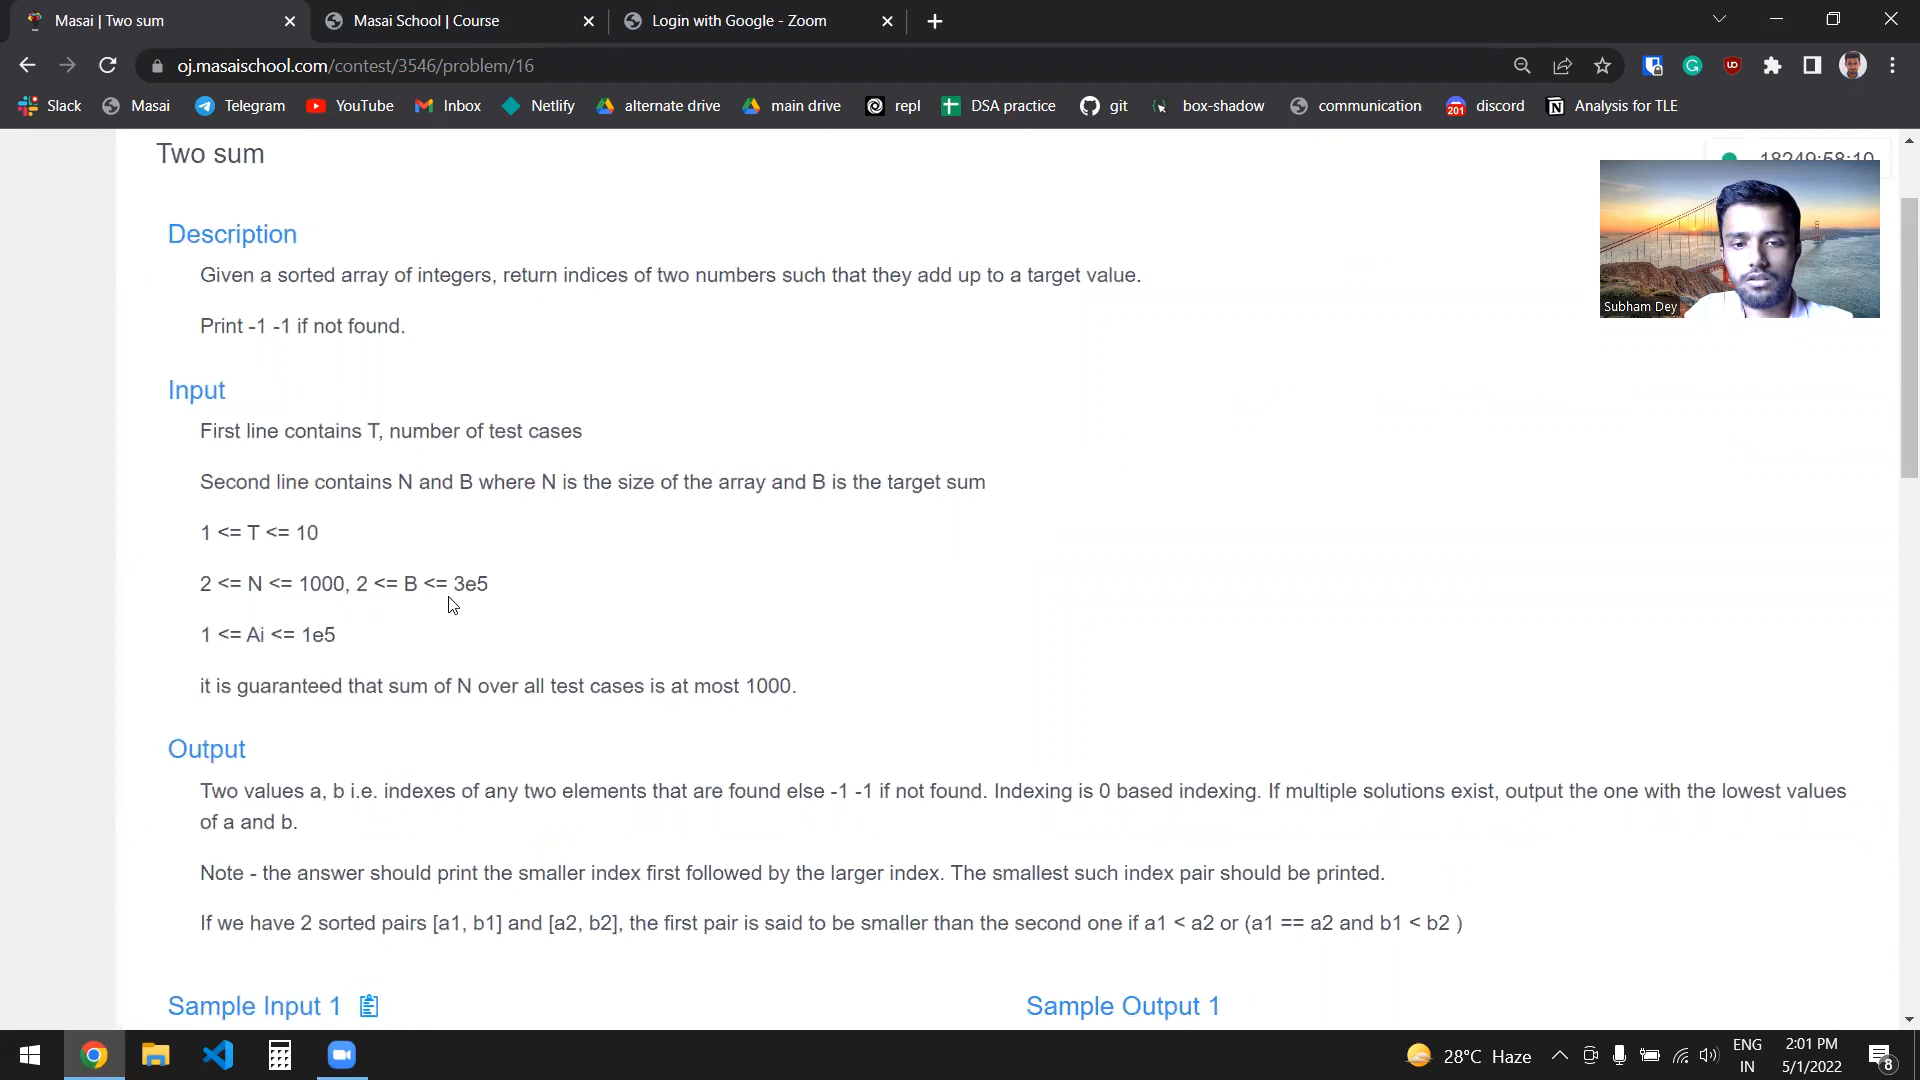 Masai | Two sum
Masai School | Course
Login with Google - Zoom
oj.masaischool.com/contest/3546/problem/16
Slack Masai Telegram YouTube Inbox Netlify alternate drive main drive repl DSA practice git box-shadow communication 201 discord Analysis for TLE
Two sum
18249:58:10
Subham Dey
Description
Given a sorted array of integers, return indices of two numbers such that they add up to a target value.
Print -1 -1 if not found.
Input
First line contains T, number of test cases
Second line contains N and B where N is the size of the array and B is the target sum
1 <= T <= 10
2 <= N <= 1000, 2 <= B <= 3e5
1 <= Ai <= 1e5
it is guaranteed that sum of N over all test cases is at most 1000.
Output
Two values a, b i.e. indexes of any two elements that are found else -1 -1 if not found. Indexing is 0 based indexing. If multiple solutions exist, output the one with the lowest values
of a and b.
Note - the answer should print the smaller index first followed by the larger index. The smallest such index pair should be printed.
If we have 2 sorted pairs [a1, b1] and [a2, b2], the first pair is said to be smaller than the second one if a1 < a2 or (a1 == a2 and b1 < b2 )
Sample Input 1
Sample Output 1
28°C Haze
ENG
IN
2:01 PM
5/1/2022
8